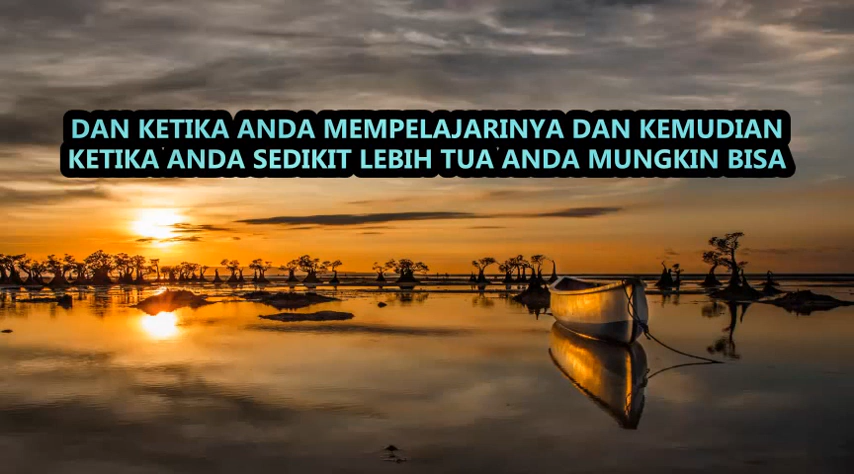 DAN KETIKA ANDA MEMPELAJARINYA DAN KEMUDIAN
KETIKA ANDA SEDIKIT LEBIH TUA ANDA MUNGKIN BISA